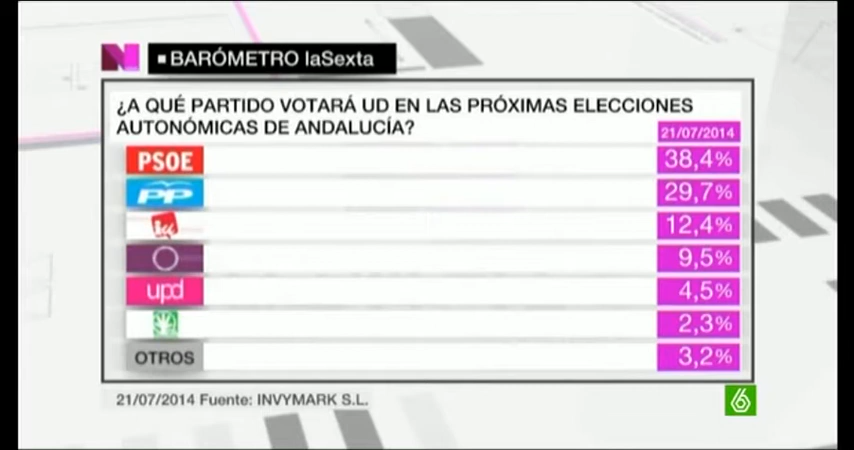 N
BARÓMETRO laSexta
¿A QUÉ PARTIDO VOTARÁ UD EN LAS PRÓXIMAS ELECCIONES
AUTONÓMICAS DE ANDALUCÍA?
21/07/2014
PSOE 38,4%
PP 29,7%
iu 12,4%
9,5%
upd 4,5%
2,3%
OTROS 3,2%
21/07/2014 Fuente: INVYMARK S.L.
6